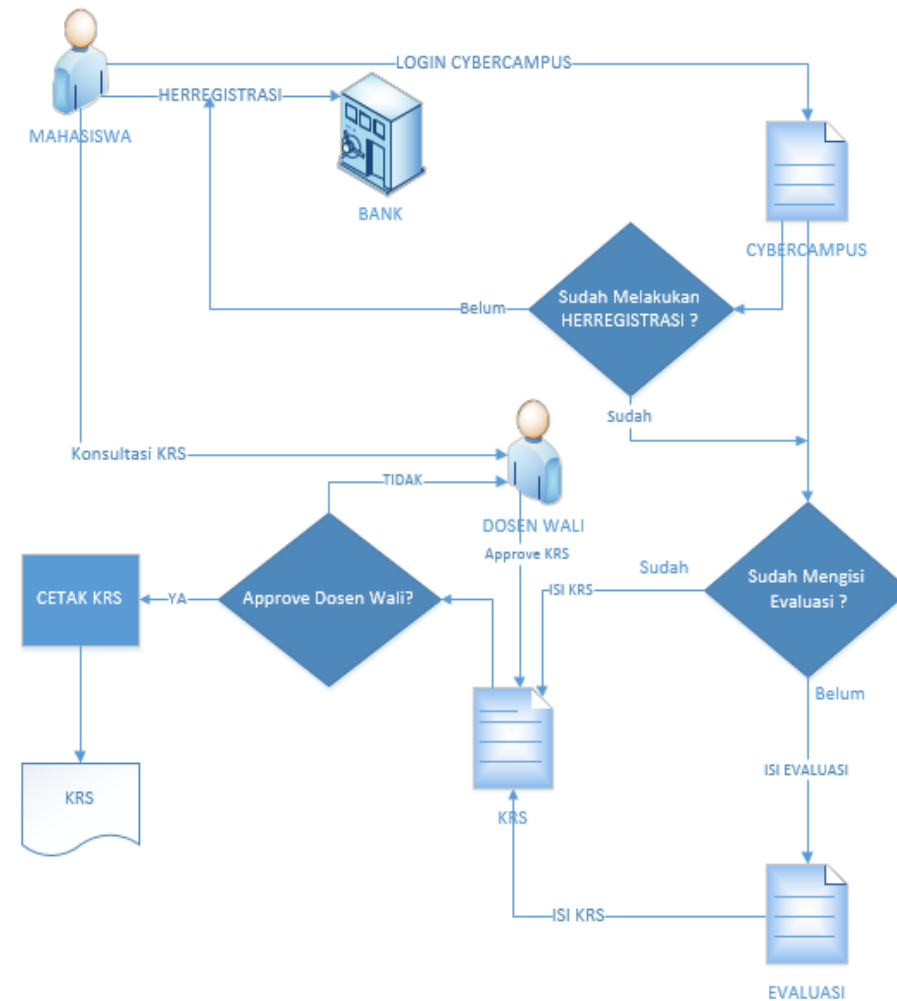 LOGIN CYBERCAMPUS
HERREGISTRASI
MAHASISWA
BANK
CYBERCAMPUS
Sudah Melakukan
HERREGISTRASI ?
Belum
Sudah
Konsultasi KRS
TIDAK
DOSEN WALI
Approve KRS
Sudah
Sudah Mengisi
Evaluasi ?
CETAK KRS
YA
Approve Dosen Wali?
ISI KRS
Belum
ISI EVALUASI
KRS
KRS
ISI KRS
EVALUASI